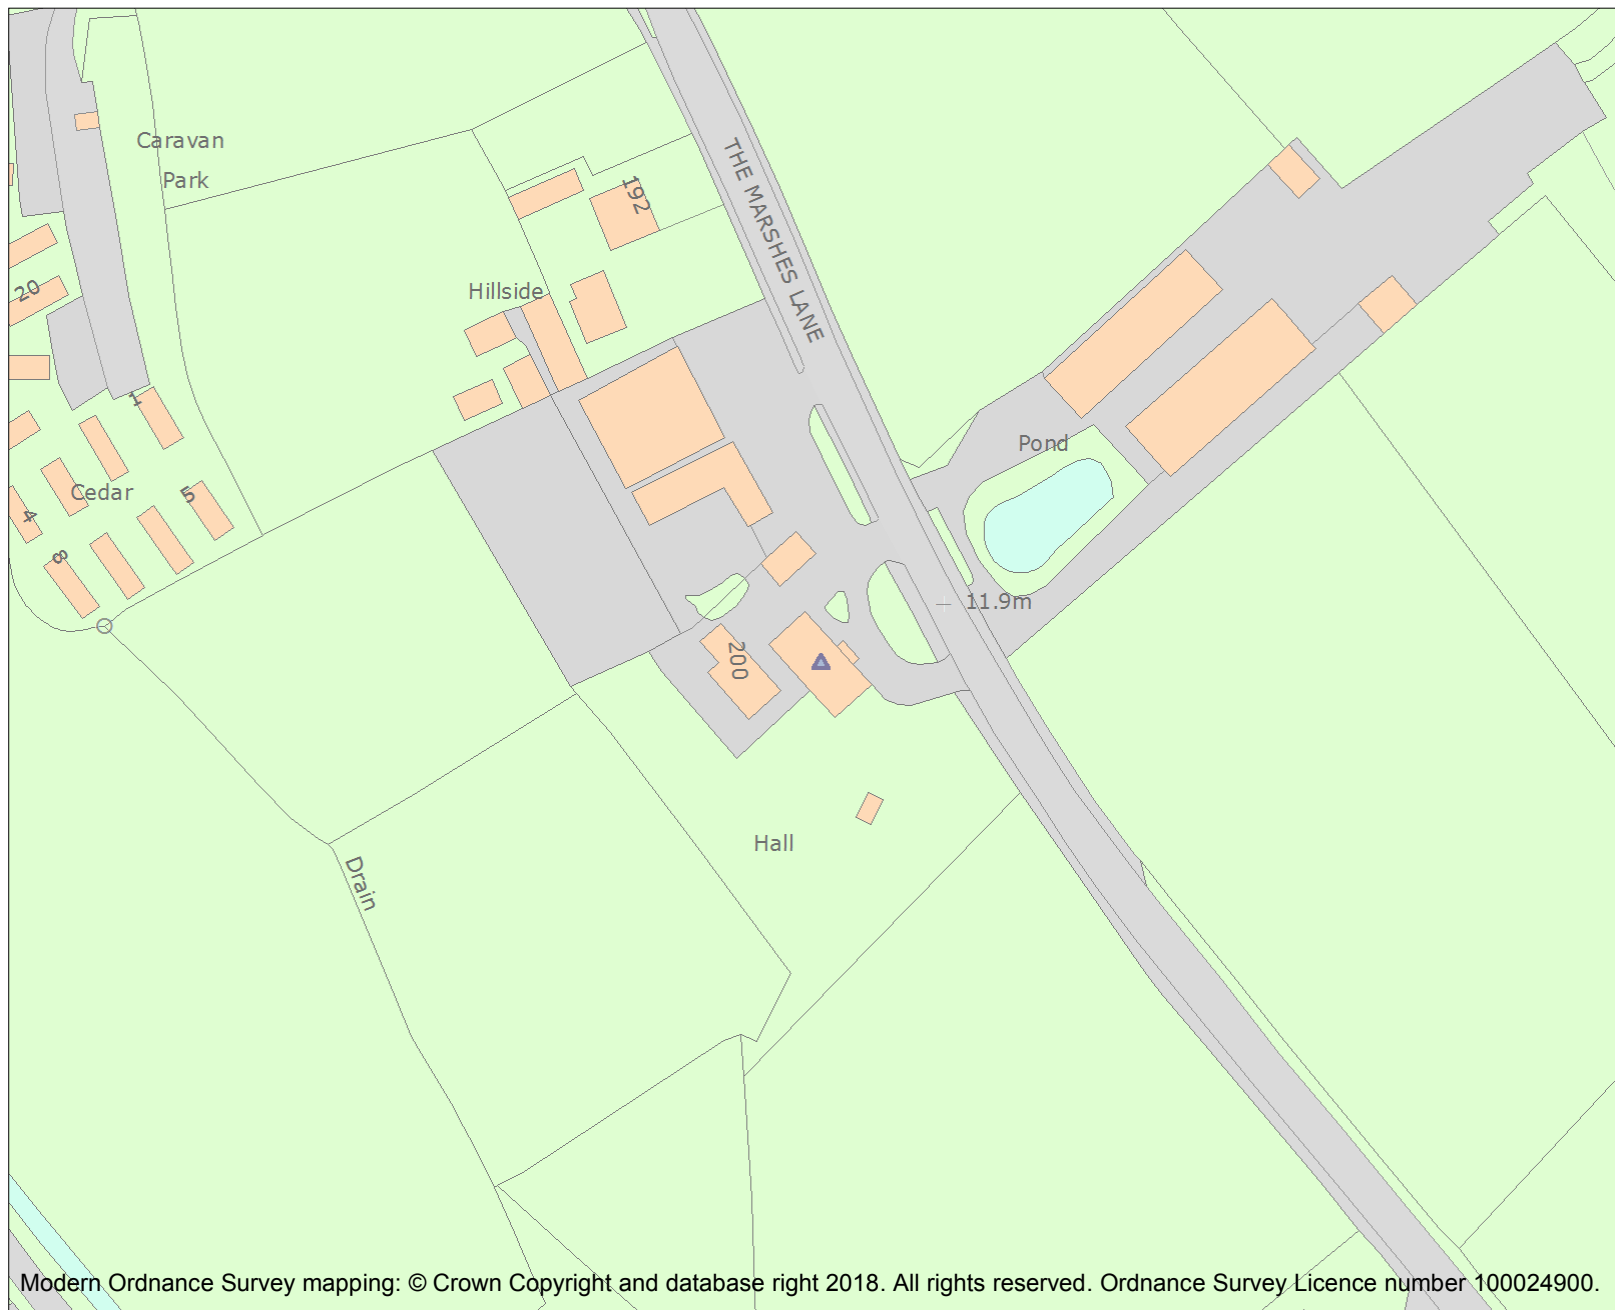 Caravan
Park
192
THE MARSHES LANE
20
Hillside
1
Pond
Cedar
5
4
8
11.9m
200
Hall
Drain
Modern Ordnance Survey mapping: © Crown Copyright and database right 2018. All rights reserved. Ordnance Survey Licence number 100024900.